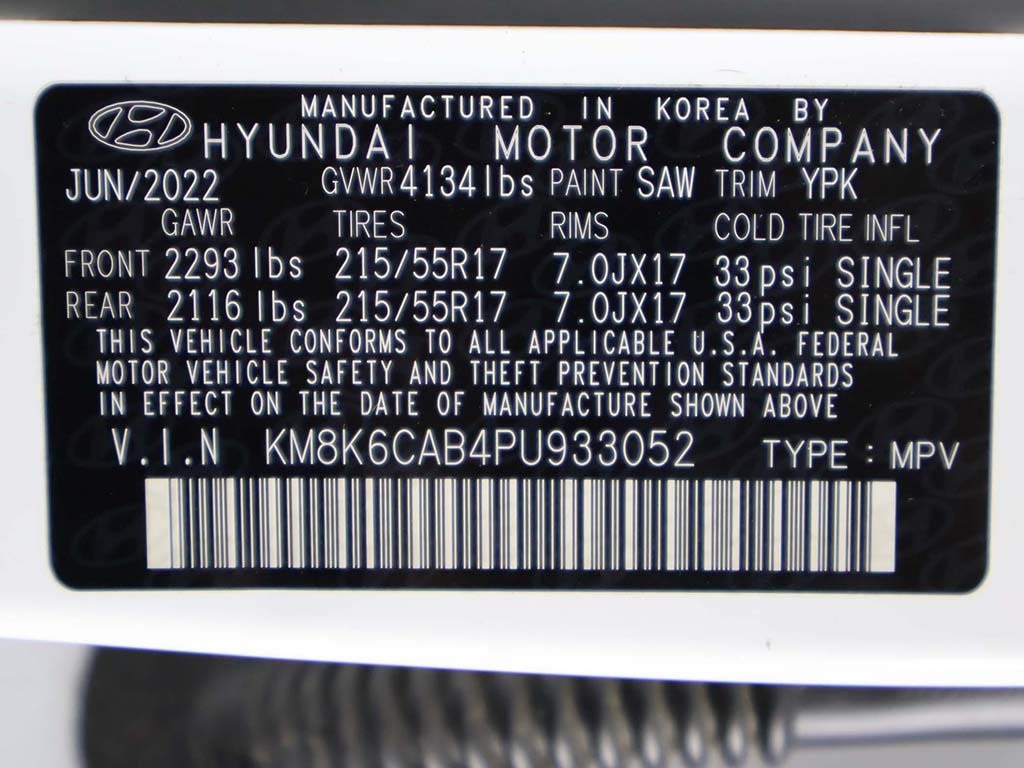 MANUFACTURED IN KOREA BY
HYUNDAI MOTOR COMPANY
JUN/2022 GVWR 4134 lbs PAINT SAW TRIM YPK
GAWR TIRES RIMS COLD TIRE INFL
FRONT 2293 lbs 215/55R17 7.0JX17 33psi SINGLE
REAR 2116 lbs 215/55R17 7.0JX17 33psi SINGLE
THIS VEHICLE CONFORMS TO ALL APPLICABLE U.S.A. FEDERAL
MOTOR VEHICLE SAFETY AND THEFT PREVENTION STANDARDS
IN EFFECT ON THE DATE OF MANUFACTURE SHOWN ABOVE
V.I.N KM8K6CAB4PU933052 TYPE : MPV